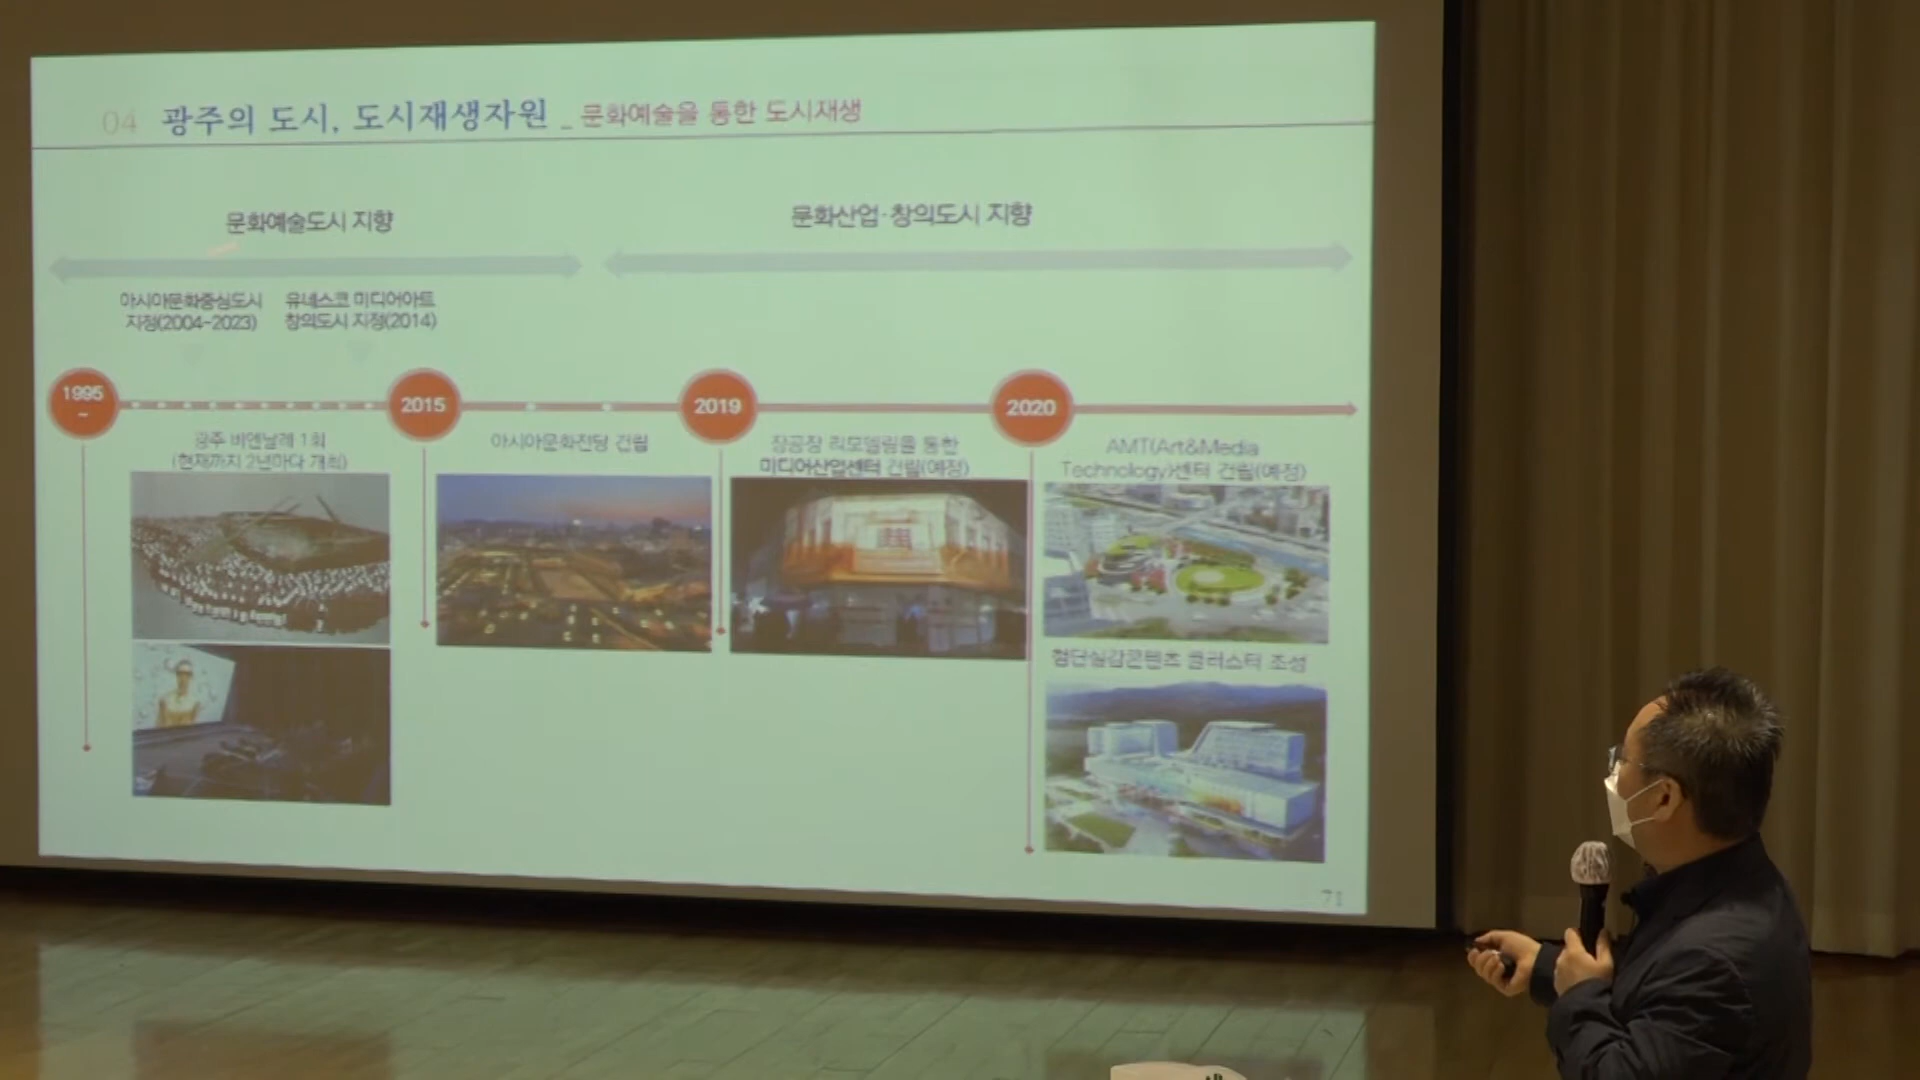 04 광주의 도시, 도시재생자원 _ 문화예술을 통한 도시재생
문화예술도시 지향
문화산업·창의도시 지향
아시아문화중심도시
지정(2004~2023)
유네스코 미디어아트
창의도시 지정(2014)
1995
~
2015
2019
2020
광주 비엔날레 1회
(현재까지 2년마다 개최)
아시아문화전당 건립
장공장 리모델링을 통한
미디어산업센터 건립(예정)
AMT(Art&Media
Technology)센터 건립(예정)
첨단실감콘텐츠 클러스터 조성
71